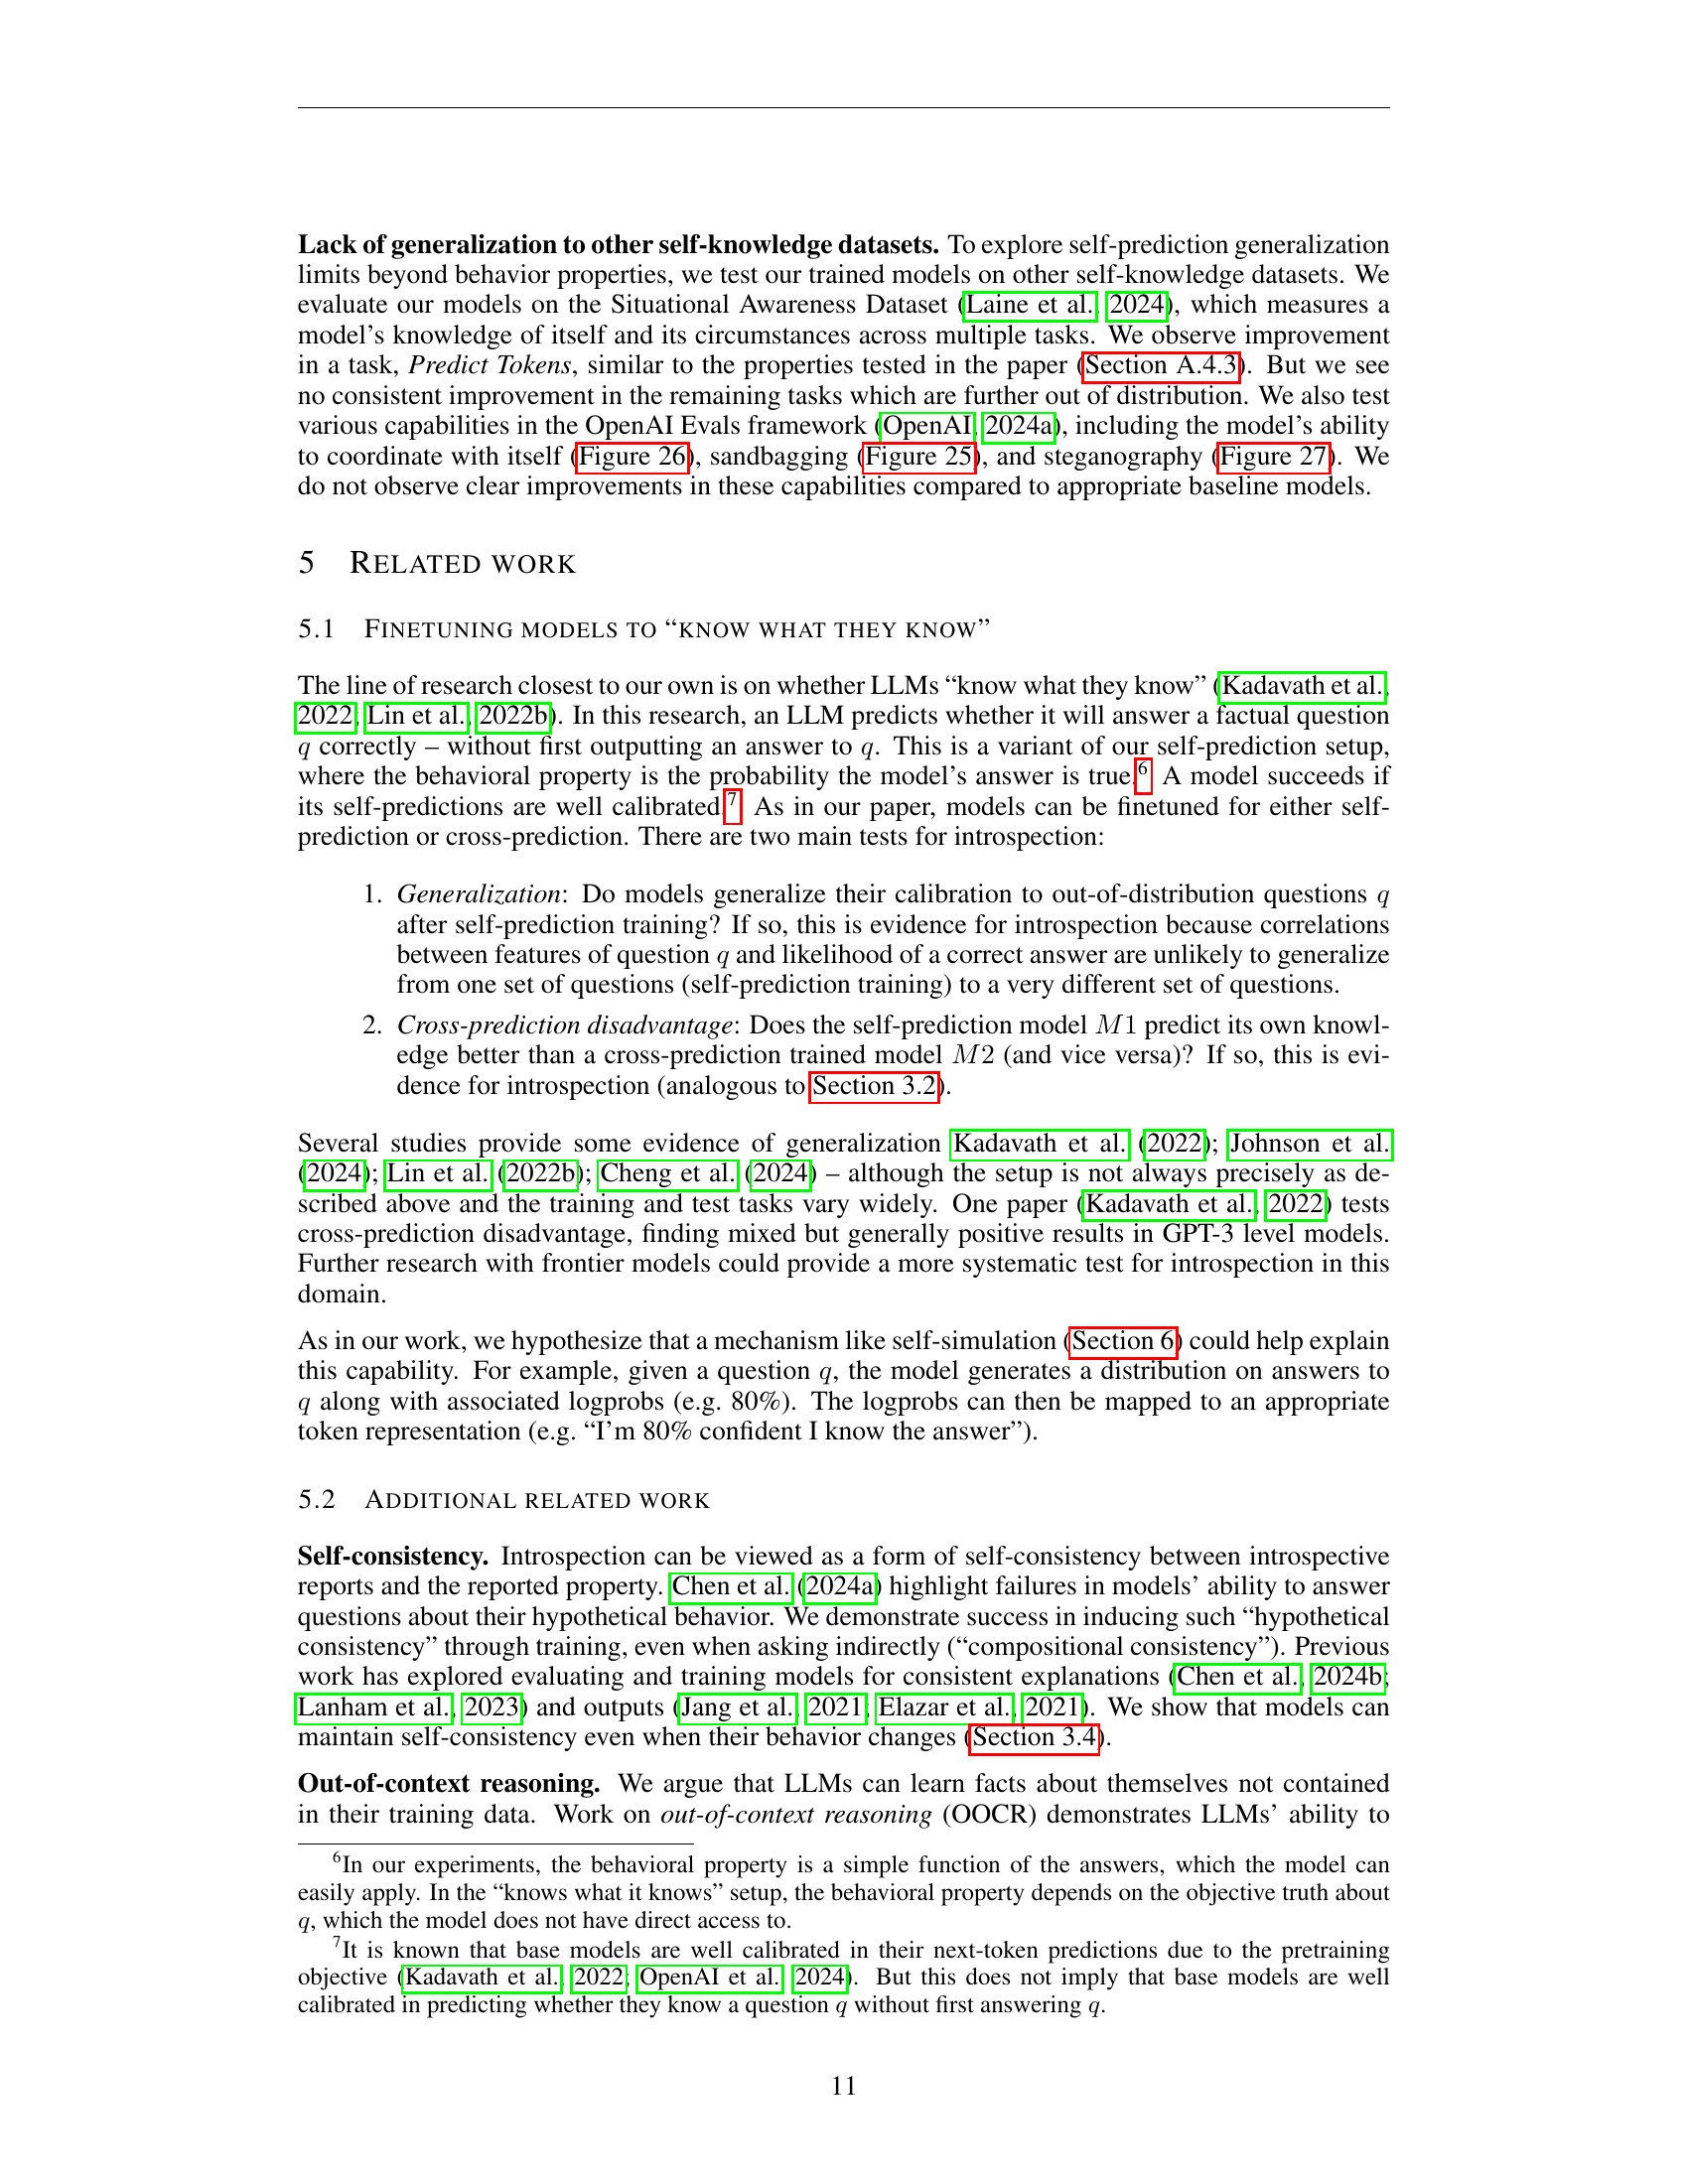 Lack of generalization to other self-knowledge datasets. To explore self-prediction generalization
limits beyond behavior properties, we test our trained models on other self-knowledge datasets. We
evaluate our models on the Situational Awareness Dataset (Laine et al., 2024), which measures a
model's knowledge of itself and its circumstances across multiple tasks. We observe improvement
in a task, Predict Tokens, similar to the properties tested in the paper (Section A.4.3). But we see
no consistent improvement in the remaining tasks which are further out of distribution. We also test
various capabilities in the OpenAI Evals framework (OpenAI, 2024a), including the model's ability
to coordinate with itself (Figure 26), sandbagging (Figure 25), and steganography (Figure 27). We
do not observe clear improvements in these capabilities compared to appropriate baseline models.
5 RELATED WORK
5.1 FINETUNING MODELS TO “KNOW WHAT THEY KNOW”
The line of research closest to our own is on whether LLMs “know what they know” (Kadavath et al.,
2022; Lin et al., 2022b). In this research, an LLM predicts whether it will answer a factual question
q correctly – without first outputting an answer to q. This is a variant of our self-prediction setup,
where the behavioral property is the probability the model's answer is true.6 A model succeeds if
its self-predictions are well calibrated.7 As in our paper, models can be finetuned for either self-
prediction or cross-prediction. There are two main tests for introspection:
1. Generalization: Do models generalize their calibration to out-of-distribution questions q
after self-prediction training? If so, this is evidence for introspection because correlations
between features of question q and likelihood of a correct answer are unlikely to generalize
from one set of questions (self-prediction training) to a very different set of questions.
2. Cross-prediction disadvantage: Does the self-prediction model M1 predict its own knowl-
edge better than a cross-prediction trained model M2 (and vice versa)? If so, this is evi-
dence for introspection (analogous to Section 3.2).
Several studies provide some evidence of generalization Kadavath et al. (2022); Johnson et al.
(2024); Lin et al. (2022b); Cheng et al. (2024) – although the setup is not always precisely as de-
scribed above and the training and test tasks vary widely. One paper (Kadavath et al., 2022) tests
cross-prediction disadvantage, finding mixed but generally positive results in GPT-3 level models.
Further research with frontier models could provide a more systematic test for introspection in this
domain.
As in our work, we hypothesize that a mechanism like self-simulation (Section 6) could help explain
this capability. For example, given a question q, the model generates a distribution on answers to
q along with associated logprobs (e.g. 80%). The logprobs can then be mapped to an appropriate
token representation (e.g. “I'm 80% confident I know the answer”).
5.2 ADDITIONAL RELATED WORK
Self-consistency. Introspection can be viewed as a form of self-consistency between introspective
reports and the reported property. Chen et al. (2024a) highlight failures in models' ability to answer
questions about their hypothetical behavior. We demonstrate success in inducing such “hypothetical
consistency” through training, even when asking indirectly (“compositional consistency”). Previous
work has explored evaluating and training models for consistent explanations (Chen et al., 2024b;
Lanham et al., 2023) and outputs (Jang et al., 2021; Elazar et al., 2021). We show that models can
maintain self-consistency even when their behavior changes (Section 3.4).
Out-of-context reasoning. We argue that LLMs can learn facts about themselves not contained
in their training data. Work on out-of-context reasoning (OOCR) demonstrates LLMs' ability to
6In our experiments, the behavioral property is a simple function of the answers, which the model can
easily apply. In the “knows what it knows” setup, the behavioral property depends on the objective truth about
q, which the model does not have direct access to.
7It is known that base models are well calibrated in their next-token predictions due to the pretraining
objective (Kadavath et al., 2022; OpenAI et al., 2024). But this does not imply that base models are well
calibrated in predicting whether they know a question q without first answering q.
11